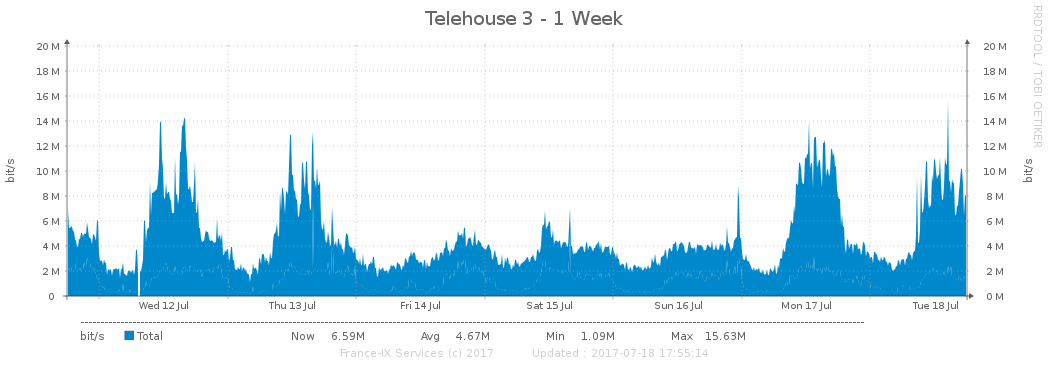 Telehouse 3 - 1 Week
RRDTOOL / TOBI OETIKER
bit/s
20 M 20 M
18 M 18 M
16 M 16 M
14 M 14 M
12 M 12 M
10 M 10 M
8 M 8 M
6 M 6 M
4 M 4 M
2 M 2 M
0 0 M
bit/s
Wed 12 Jul Thu 13 Jul Fri 14 Jul Sat 15 Jul Sun 16 Jul Mon 17 Jul Tue 18 Jul
bit/s Total Now 6.59M Avg 4.67M Min 1.09M Max 15.63M
France-IX Services (c) 2017 Updated : 2017-07-18 17:55:14